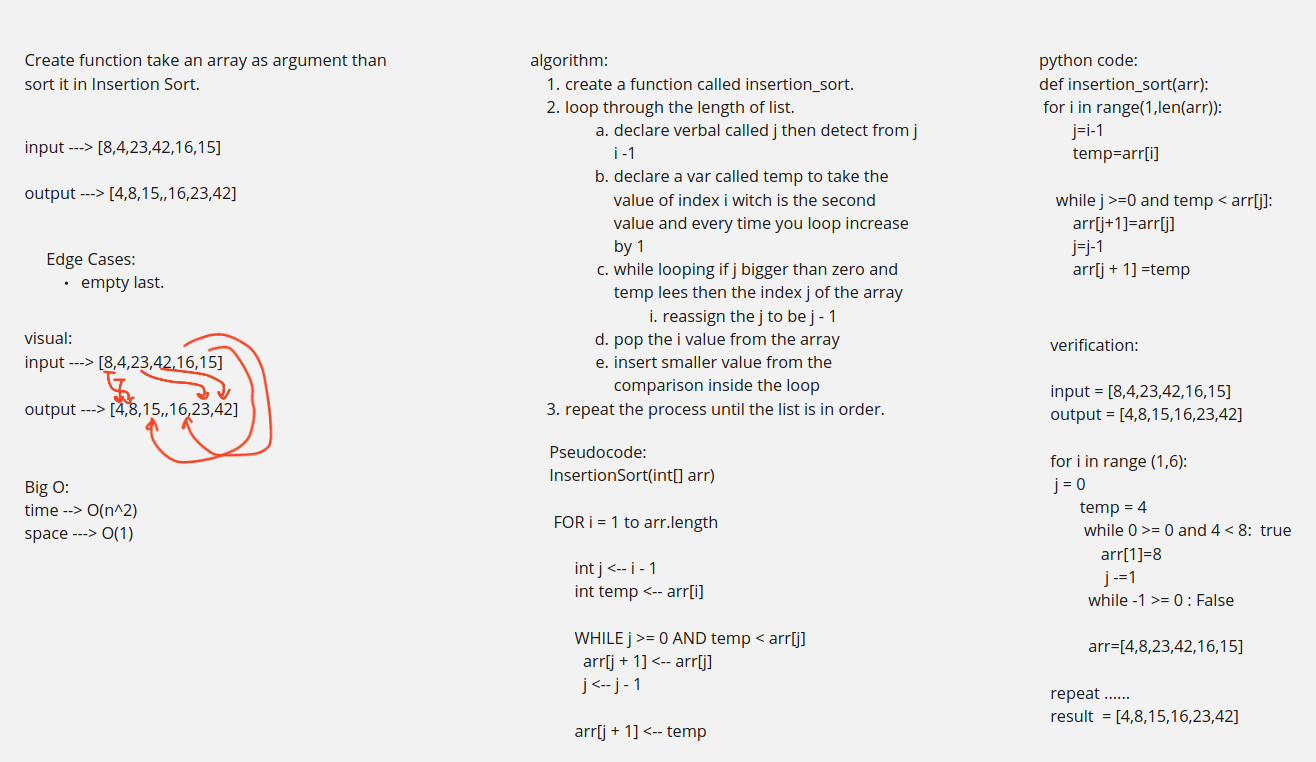 Create function take an array as argument than
sort it in Insertion Sort.
input ---> [8,4,23,42,16,15]
output ---> [4,8,15,,16,23,42]
Edge Cases:
• empty last.
visual:
input ---> [8,4,23,42,16,15]
output ---> [4,8,15,,16,23,42]
Big O:
time --> O(n^2)
space ---> O(1)
algorithm:
1. create a function called insertion_sort.
2. loop through the length of list.
a. declare verbal called j then detect from j
i -1
b. declare a var called temp to take the
value of index i witch is the second
value and every time you loop increase
by 1
c. while looping if j bigger than zero and
temp lees then the index j of the array
i. reassign the j to be j - 1
d. pop the i value from the array
e. insert smaller value from the
comparison inside the loop
3. repeat the process until the list is in order.
Pseudocode:
InsertionSort(int[] arr)
FOR i = 1 to arr.length
int j <-- i - 1
int temp <-- arr[i]
WHILE j >= 0 AND temp < arr[j]
arr[j + 1] <-- arr[j]
j <-- j - 1
arr[j + 1] <-- temp
python code:
def insertion_sort(arr):
for i in range(1,len(arr)):
j=i-1
temp=arr[i]
while j >=0 and temp < arr[j]:
arr[j+1]=arr[j]
j=j-1
arr[j + 1] =temp
verification:
input = [8,4,23,42,16,15]
output = [4,8,15,16,23,42]
for i in range (1,6):
j = 0
temp = 4
while 0 >= 0 and 4 < 8: true
arr[1]=8
j -=1
while -1 >= 0 : False
arr=[4,8,23,42,16,15]
repeat ......
result = [4,8,15,16,23,42]